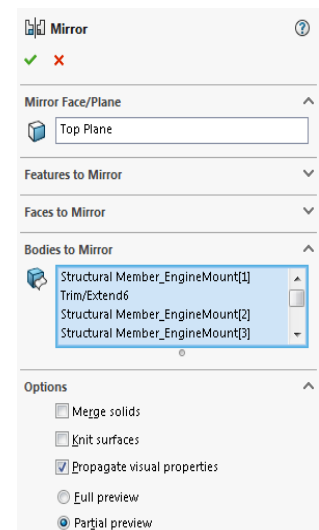 Mirror
Mirror Face/Plane
Top Plane
Features to Mirror
Faces to Mirror
Bodies to Mirror
Structural Member_EngineMount[1]
Trim/Extend6
Structural Member_EngineMount[2]
Structural Member_EngineMount[3]
Options
Merge solids
Knit surfaces
Propagate visual properties
Full preview
Partial preview